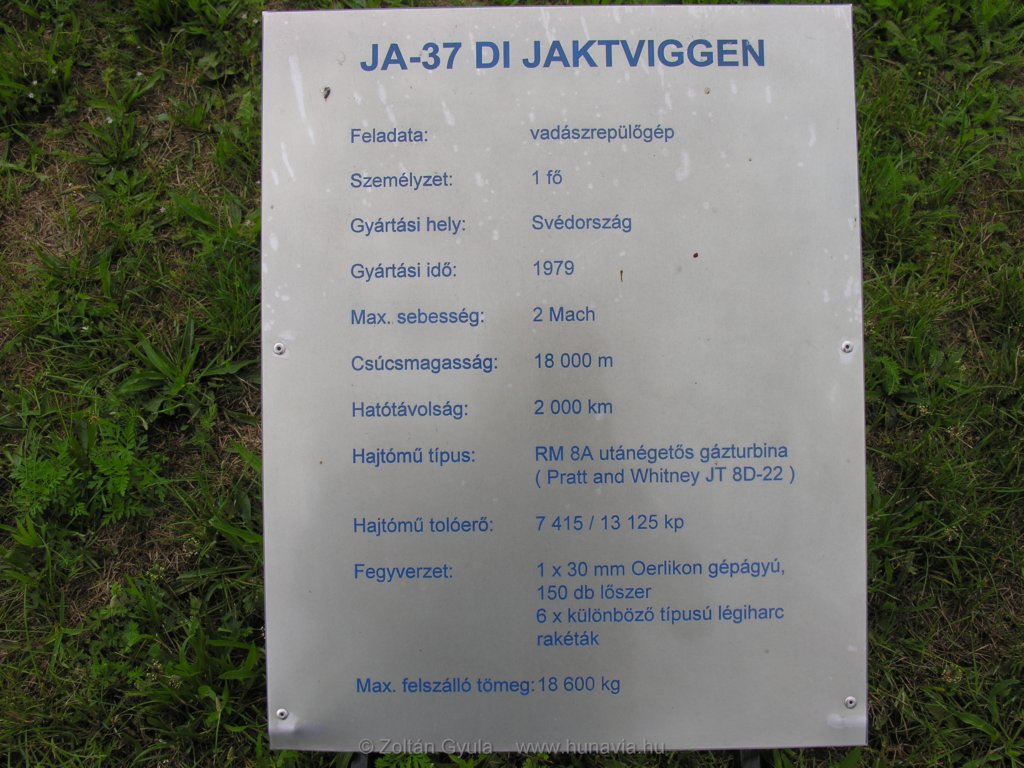 JA-37 DI JAKTVIGGEN
Feladata: vadászrepülőgép
Személyzet: 1 fő
Gyártási hely: Svédország
Gyártási idő: 1979
Max. sebesség: 2 Mach
Csúcsmagasság: 18 000 m
Hatótávolság: 2 000 km
Hajtómű típus: RM 8A utánégetős gázturbina
( Pratt and Whitney JT 8D-22 )
Hajtómű tolóerő: 7 415 / 13 125 kp
Fegyverzet: 1 x 30 mm Oerlikon gépágyú,
150 db lőszer
6 x különböző típusú légiharc
rakéták
Max. felszálló tömeg: 18 600 kg
© Zoltán Gyula www.hunavia.hu